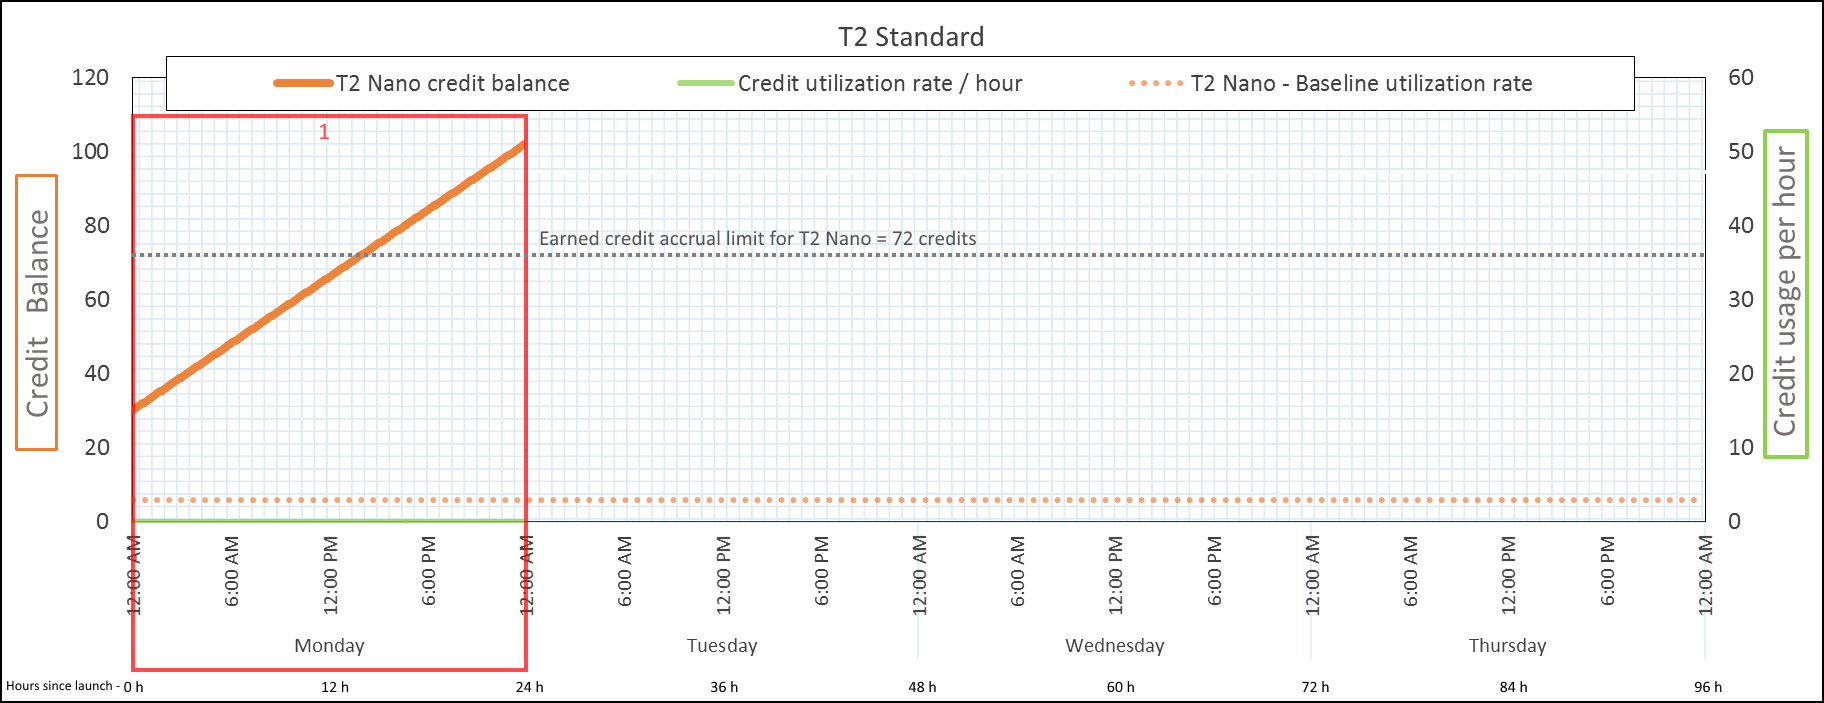 T2 Standard
T2 Nano credit balance
Credit utilization rate / hour
T2 Nano - Baseline utilization rate
120
100
80
60
40
20
0
60
50
40
30
20
10
0
Credit Balance
Credit usage per hour
1
Earned credit accrual limit for T2 Nano = 72 credits
12:00 AM
6:00 AM
12:00 PM
6:00 PM
12:00 AM
6:00 AM
12:00 PM
6:00 PM
12:00 AM
6:00 AM
12:00 PM
6:00 PM
12:00 AM
6:00 AM
12:00 PM
6:00 PM
12:00 AM
Monday
Tuesday
Wednesday
Thursday
Hours since launch - 0 h
12 h
24 h
36 h
48 h
60 h
72 h
84 h
96 h